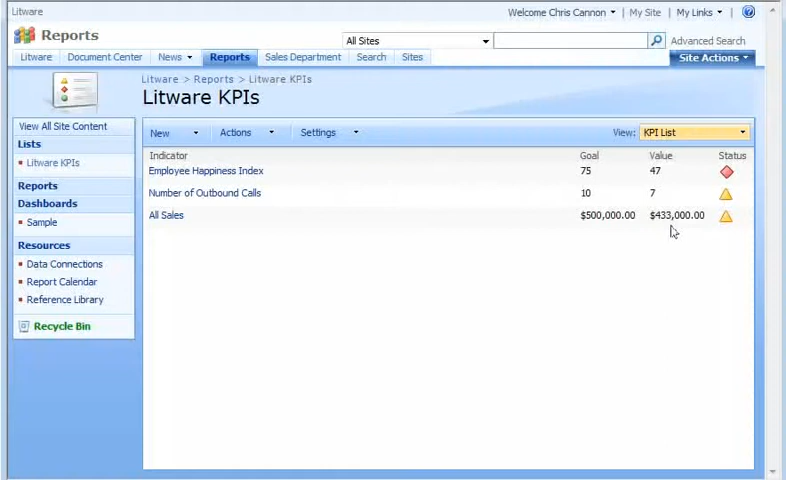 Litware
Welcome Chris Cannon My Site My Links
Reports
All Sites
Advanced Search
Litware Document Center News Reports Sales Department Search Sites
Site Actions
Litware > Reports > Litware KPIs
Litware KPIs
View All Site Content
Lists
Litware KPIs
Reports
Dashboards
Sample
Resources
Data Connections
Report Calendar
Reference Library
Recycle Bin
New Actions Settings View: KPI List
Indicator Goal Value Status
Employee Happiness Index 75 47
Number of Outbound Calls 10 7
All Sales $500,000.00 $433,000.00